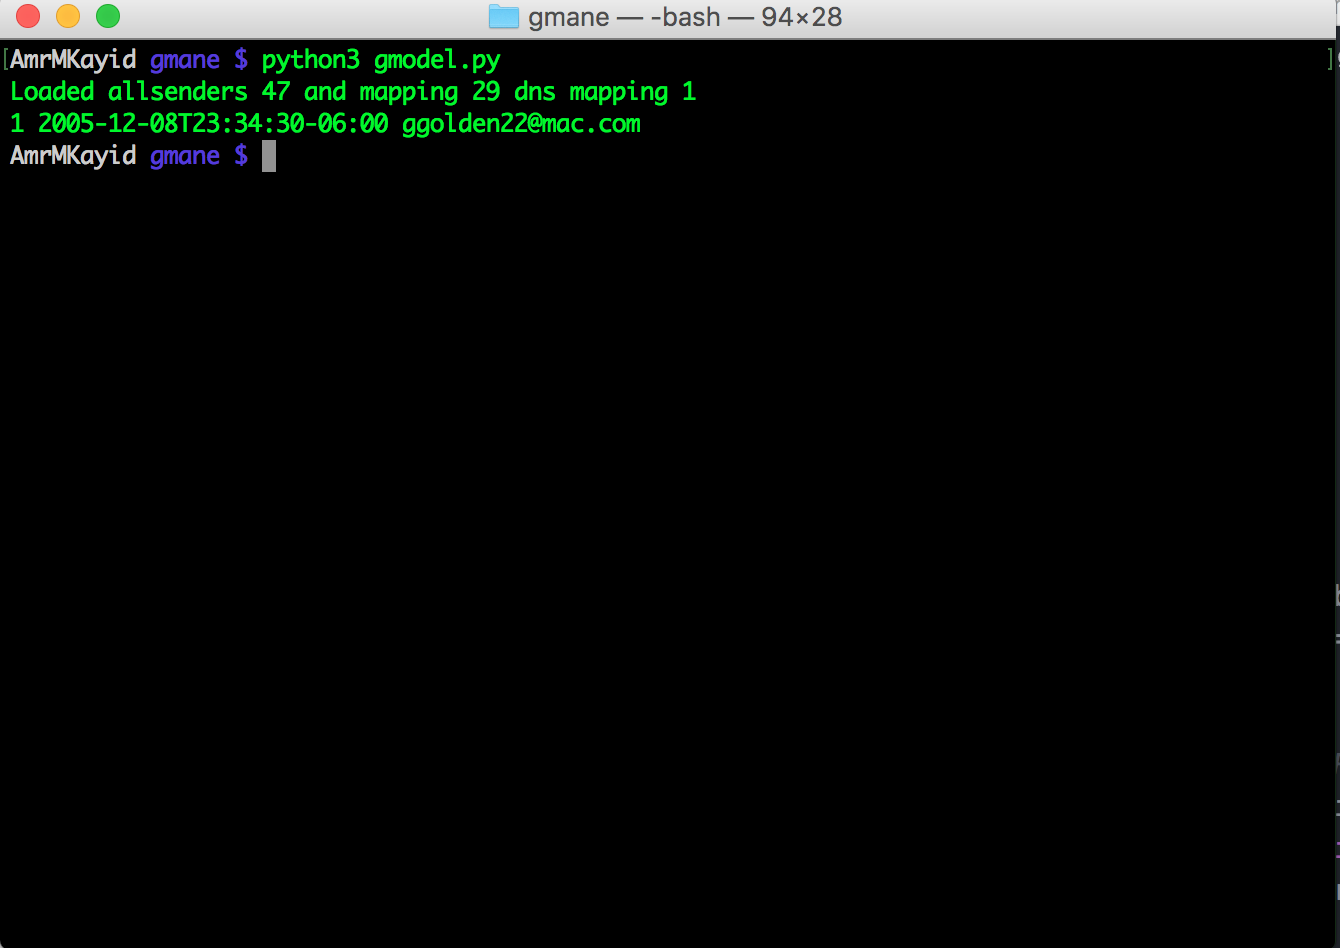 gmane — -bash — 94×28
[AmrMKayid gmane $ python3 gmodel.py ]
Loaded allsenders 47 and mapping 29 dns mapping 1
1 2005-12-08T23:34:30-06:00 ggolden22@mac.com
AmrMKayid gmane $